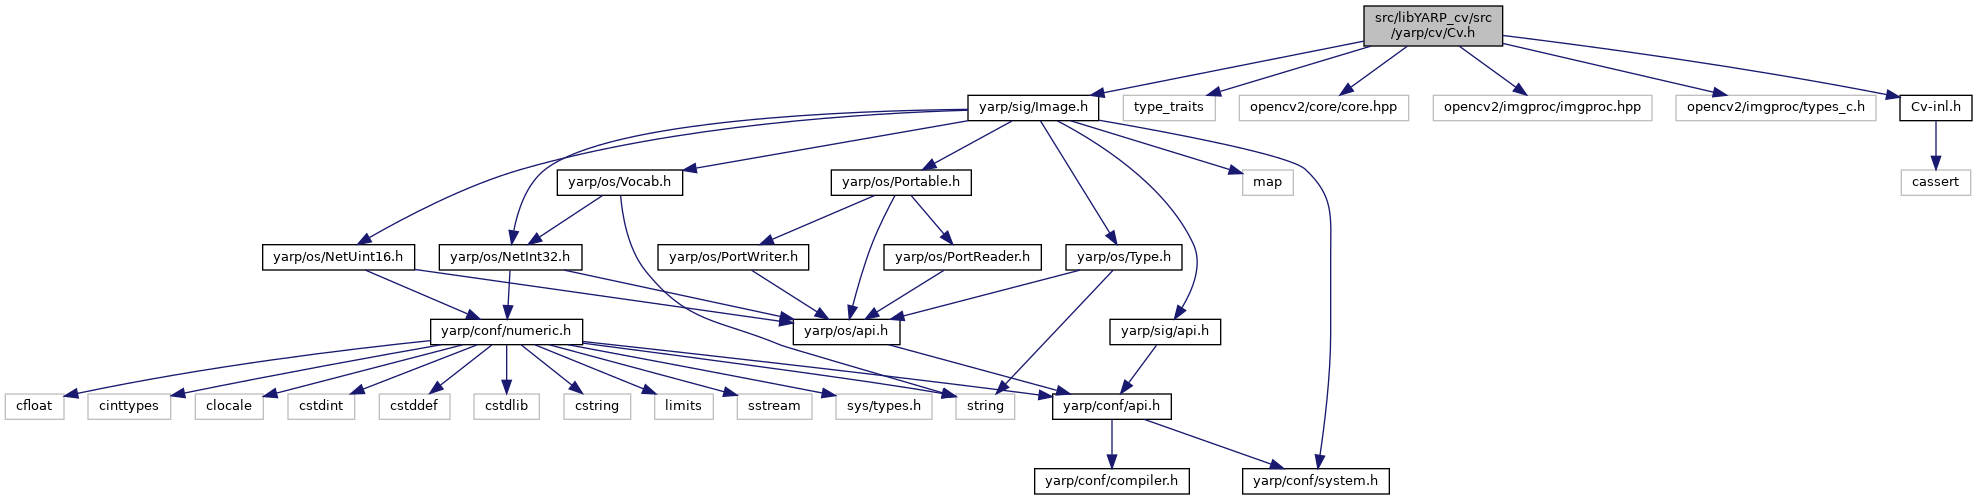 src/libYARP_cv/src
/yarp/cv/Cv.h
yarp/sig/Image.h
type_traits
opencv2/core/core.hpp
opencv2/imgproc/imgproc.hpp
opencv2/imgproc/types_c.h
Cv-inl.h
yarp/os/Vocab.h
yarp/os/Portable.h
map
cassert
yarp/os/NetUint16.h
yarp/os/NetInt32.h
yarp/os/PortWriter.h
yarp/os/PortReader.h
yarp/os/Type.h
yarp/conf/numeric.h
yarp/os/api.h
yarp/sig/api.h
cfloat
cinttypes
clocale
cstdint
cstddef
cstdlib
cstring
limits
sstream
sys/types.h
string
yarp/conf/api.h
yarp/conf/compiler.h
yarp/conf/system.h